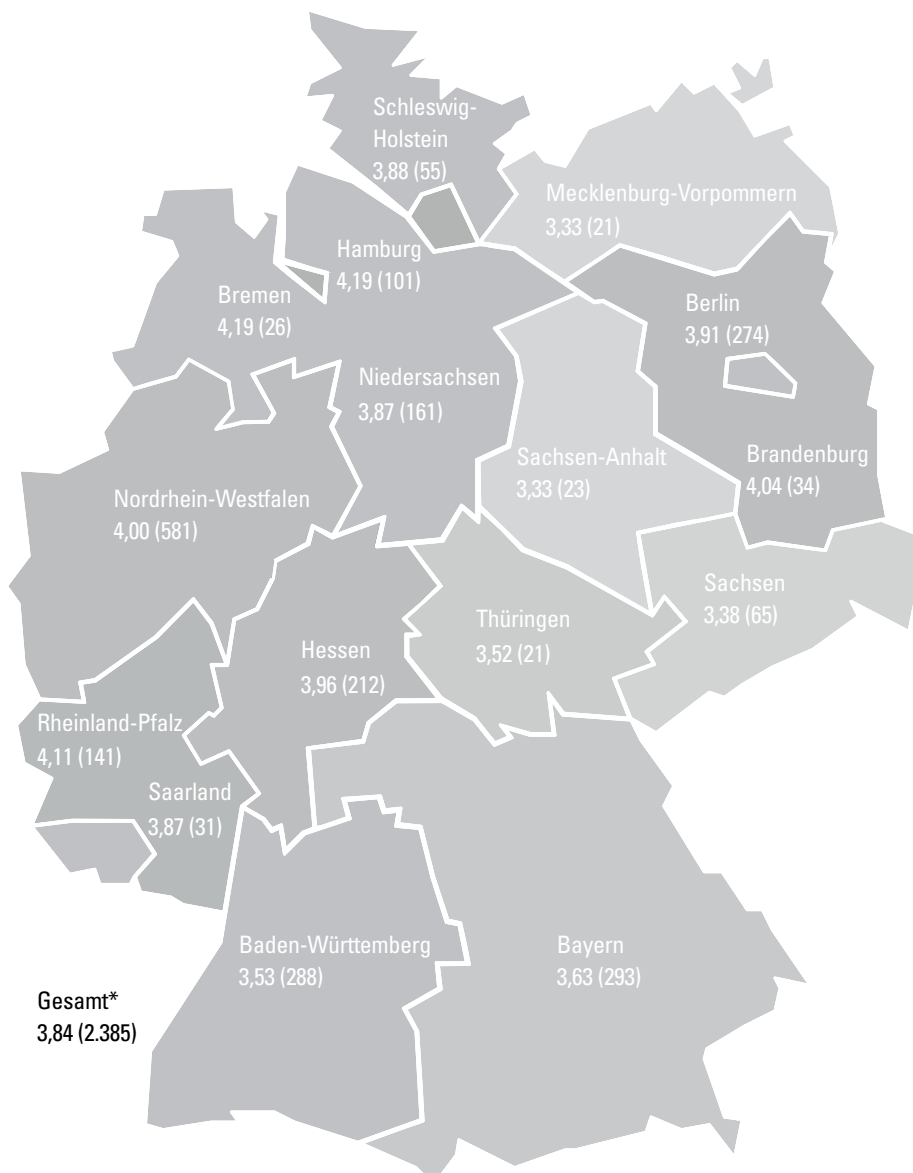 Schleswig-
Holstein
3,88 (55)
Mecklenburg-Vorpommern
3,33 (21)
Hamburg
4,19 (101)
Bremen
4,19 (26)
Berlin
3,91 (274)
Niedersachsen
3,87 (161)
Sachsen-Anhalt
3,33 (23)
Brandenburg
4,04 (34)
Nordrhein-Westfalen
4,00 (581)
Sachsen
3,38 (65)
Thüringen
3,52 (21)
Hessen
3,96 (212)
Rheinland-Pfalz
4,11 (141)
Saarland
3,87 (31)
Baden-Württemberg
3,53 (288)
Bayern
3,63 (293)
Gesamt*
3,84 (2.385)